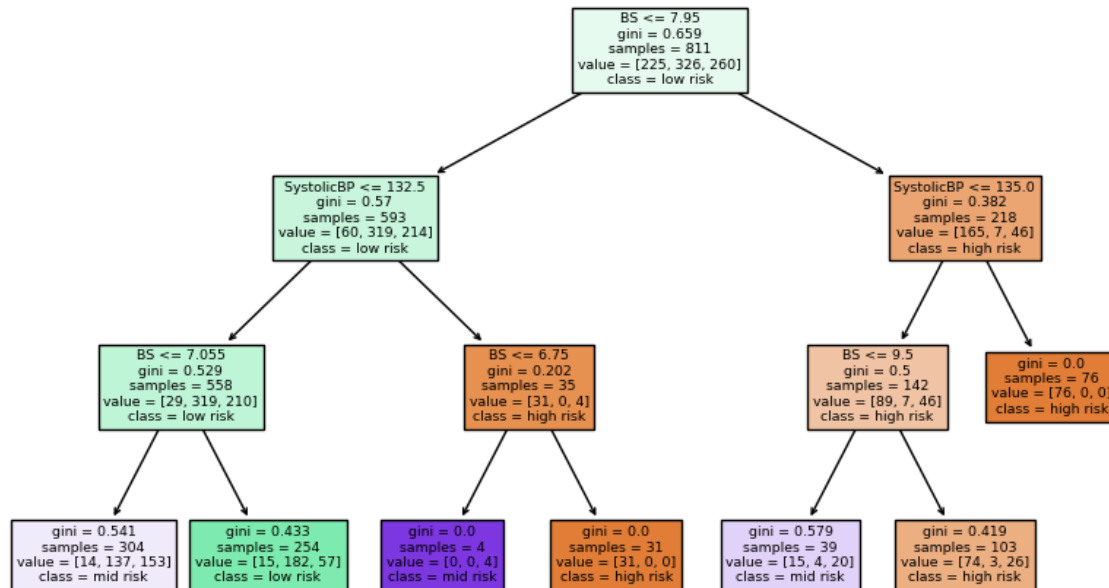 BS <= 7.95
gini = 0.659
samples = 811
value = [225, 326, 260]
class = low risk
SystolicBP <= 132.5
gini = 0.57
samples = 593
value = [60, 319, 214]
class = low risk
SystolicBP <= 135.0
gini = 0.382
samples = 218
value = [165, 7, 46]
class = high risk
BS <= 7.055
gini = 0.529
samples = 558
value = [29, 319, 210]
class = low risk
BS <= 6.75
gini = 0.202
samples = 35
value = [31, 0, 4]
class = high risk
BS <= 9.5
gini = 0.5
samples = 142
value = [89, 7, 46]
class = high risk
gini = 0.0
samples = 76
value = [76, 0, 0]
class = high risk
gini = 0.541
samples = 304
value = [14, 137, 153]
class = mid risk
gini = 0.433
samples = 254
value = [15, 182, 57]
class = low risk
gini = 0.0
samples = 4
value = [0, 0, 4]
class = mid risk
gini = 0.0
samples = 31
value = [31, 0, 0]
class = high risk
gini = 0.579
samples = 39
value = [15, 4, 20]
class = mid risk
gini = 0.419
samples = 103
value = [74, 3, 26]
class = high risk